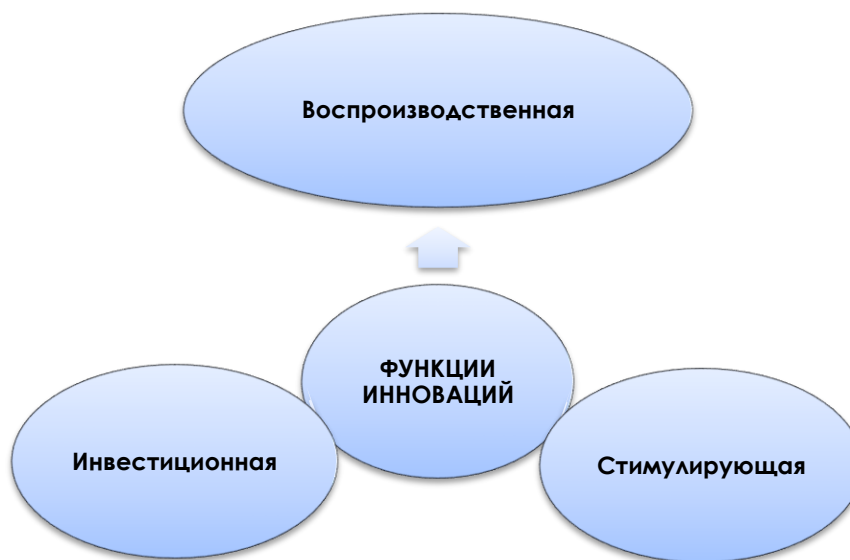 Воспроизводственная
ФУНКЦИИ
ИННОВАЦИЙ
Инвестиционная
Стимулирующая